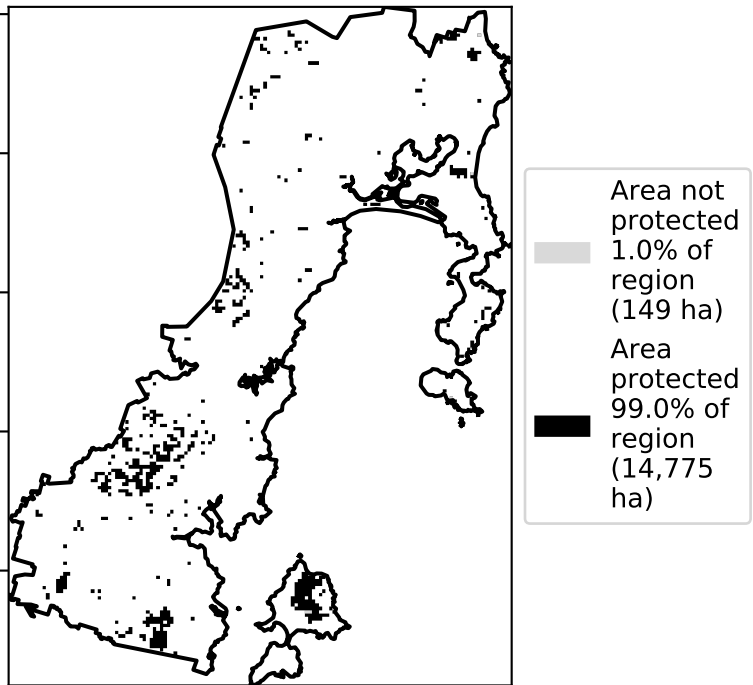 Area not
protected
1.0% of
region
(149 ha)
Area
protected
99.0% of
region
(14,775
ha)